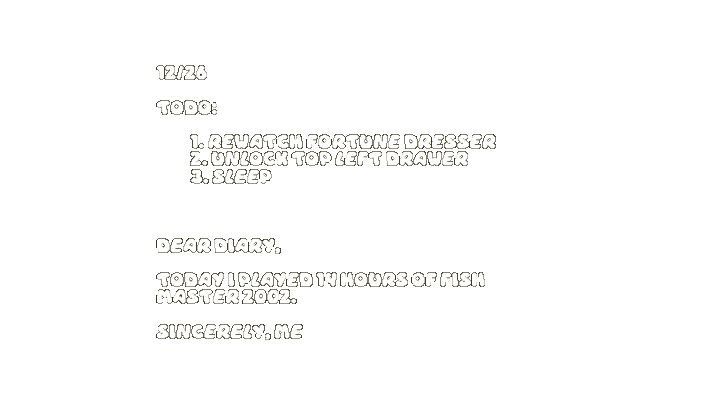 12/26
TODO:
1. REWATCH FORTUNE DRESSER
2. UNLOCK TOP LEFT DRAWER
3. SLEEP
DEAR DIARY,
TODAY I PLAYED 14 HOURS OF FISH
MASTER 2002.
SINCERELY, ME